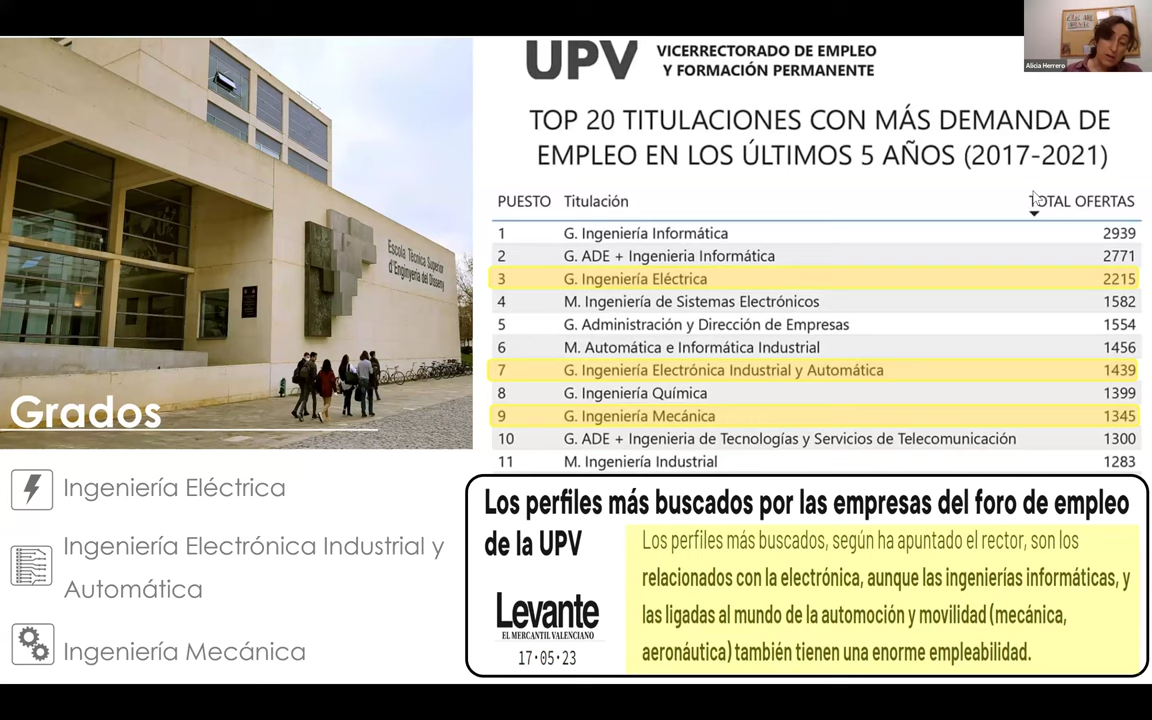 Alicia Herrero
UPV
VICERRECTORADO DE EMPLEO
Y FORMACIÓN PERMANENTE
TOP 20 TITULACIONES CON MÁS DEMANDA DE
EMPLEO EN LOS ÚLTIMOS 5 AÑOS (2017-2021)
PUESTO Titulación TOTAL OFERTAS
1 G. Ingeniería Informática 2939
2 G. ADE + Ingenieria Informática 2771
3 G. Ingeniería Eléctrica 2215
4 M. Ingeniería de Sistemas Electrónicos 1582
5 G. Administración y Dirección de Empresas 1554
6 M. Automática e Informática Industrial 1456
7 G. Ingeniería Electrónica Industrial y Automática 1439
8 G. Ingeniería Química 1399
9 G. Ingeniería Mecánica 1345
10 G. ADE + Ingenieria de Tecnologías y Servicios de Telecomunicación 1300
11 M. Ingeniería Industrial 1283
Escola Tècnica Superior
d'Enginyeria del Disseny
Grados
Ingeniería Eléctrica
Ingeniería Electrónica Industrial y
Automática
Ingeniería Mecánica
Los perfiles más buscados por las empresas del foro de empleo
de la UPV
Los perfiles más buscados, según ha apuntado el rector, son los
relacionados con la electrónica, aunque las ingenierías informáticas, y
las ligadas al mundo de la automoción y movilidad (mecánica,
aeronáutica) también tienen una enorme empleabilidad.
Levante
EL MERCANTIL VALENCIANO
17·05·23